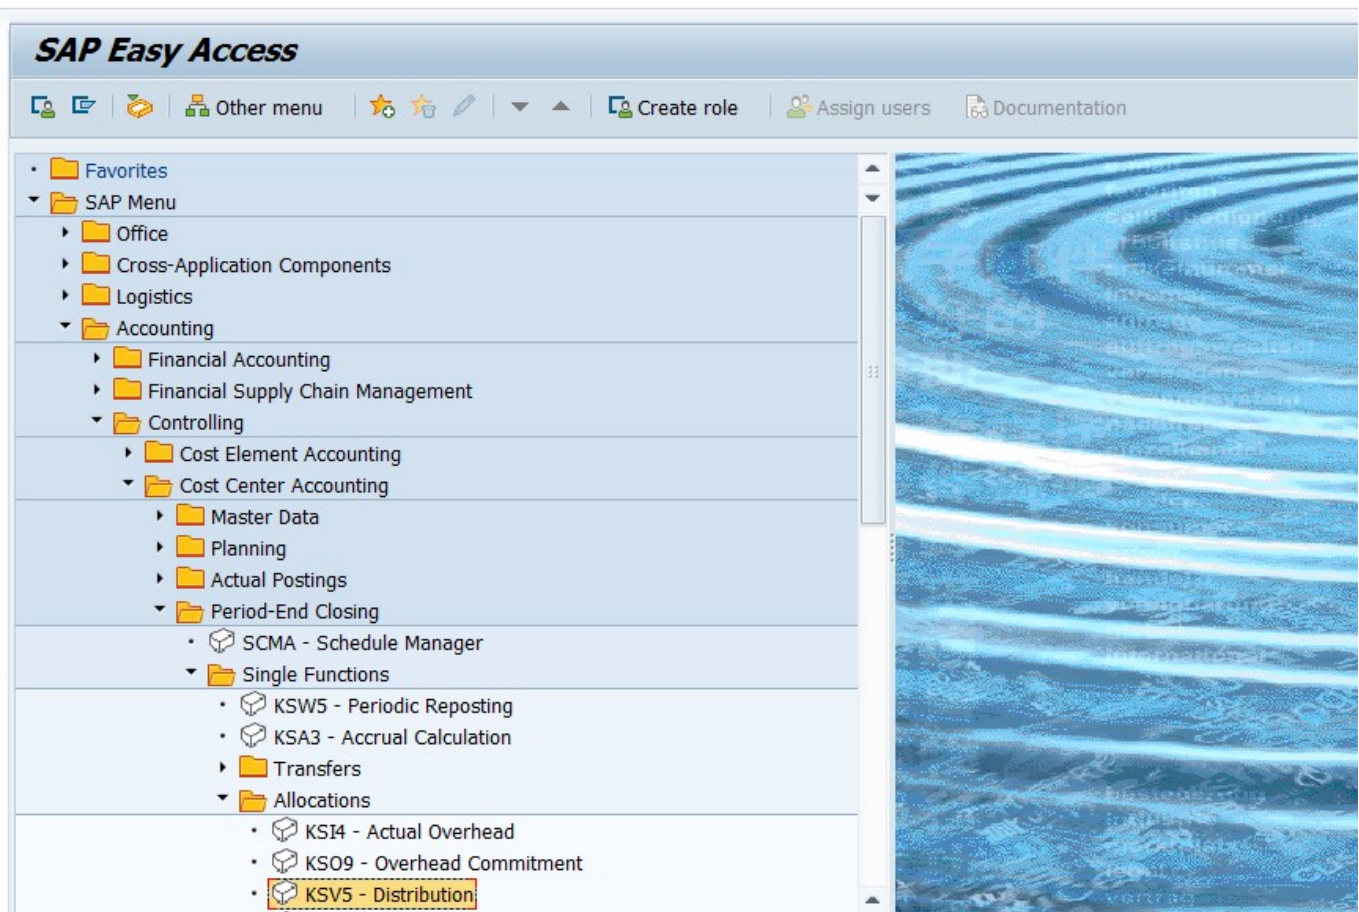 SAP Easy Access
Other menu Create role Assign users Documentation
Favorites
SAP Menu
Office
Cross-Application Components
Logistics
Accounting
Financial Accounting
Financial Supply Chain Management
Controlling
Cost Element Accounting
Cost Center Accounting
Master Data
Planning
Actual Postings
Period-End Closing
SCMA - Schedule Manager
Single Functions
KSW5 - Periodic Reposting
KSA3 - Accrual Calculation
Transfers
Allocations
KSI4 - Actual Overhead
KSO9 - Overhead Commitment
KSV5 - Distribution